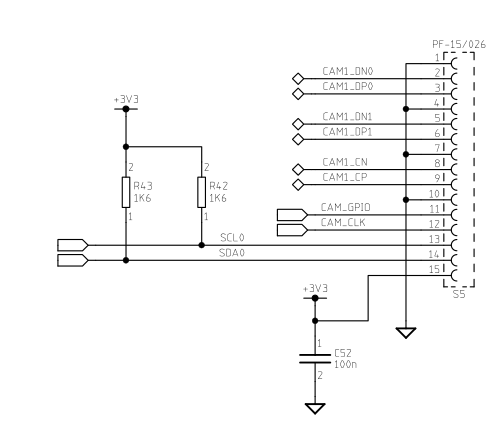 PF-15/026
1
CAM1_DN0
2
CAM1_DP0
3
4
CAM1_DN1
5
CAM1_DP1
6
7
CAM1_CN
8
CAM1_CP
9
10
CAM_GPIO
11
CAM_CLK
12
SCL0
13
SDA0
14
15
S5
+3V3
2
R43
1K6
1
2
R42
1K6
1
+3V3
1
C52
100n
2